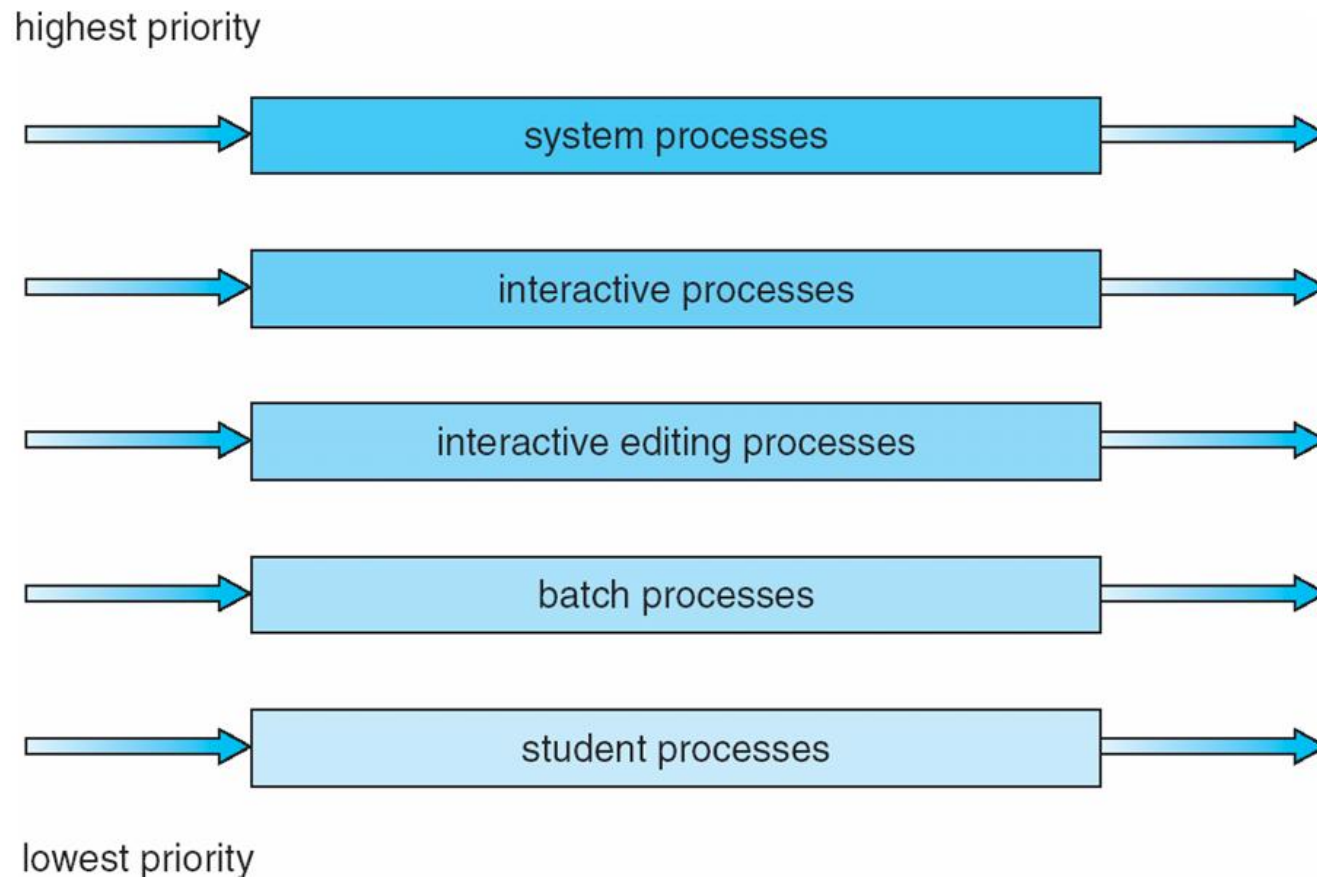 highest priority
system processes
interactive processes
interactive editing processes
batch processes
student processes
lowest priority